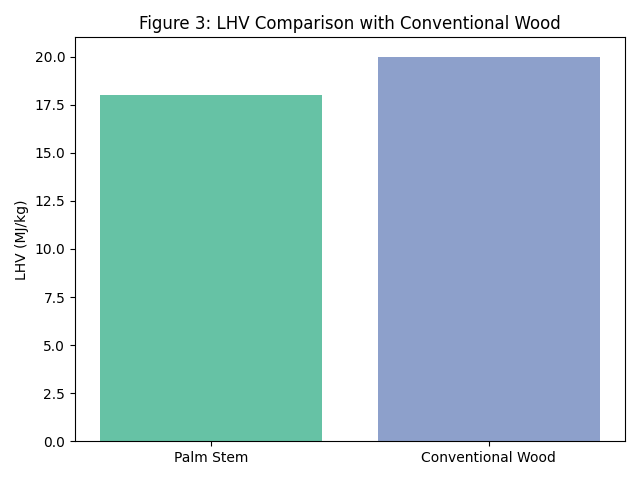 Figure 3: LHV Comparison with Conventional Wood
LHV (MJ/kg)
20.0
17.5
15.0
12.5
10.0
7.5
5.0
2.5
0.0
Palm Stem
Conventional Wood